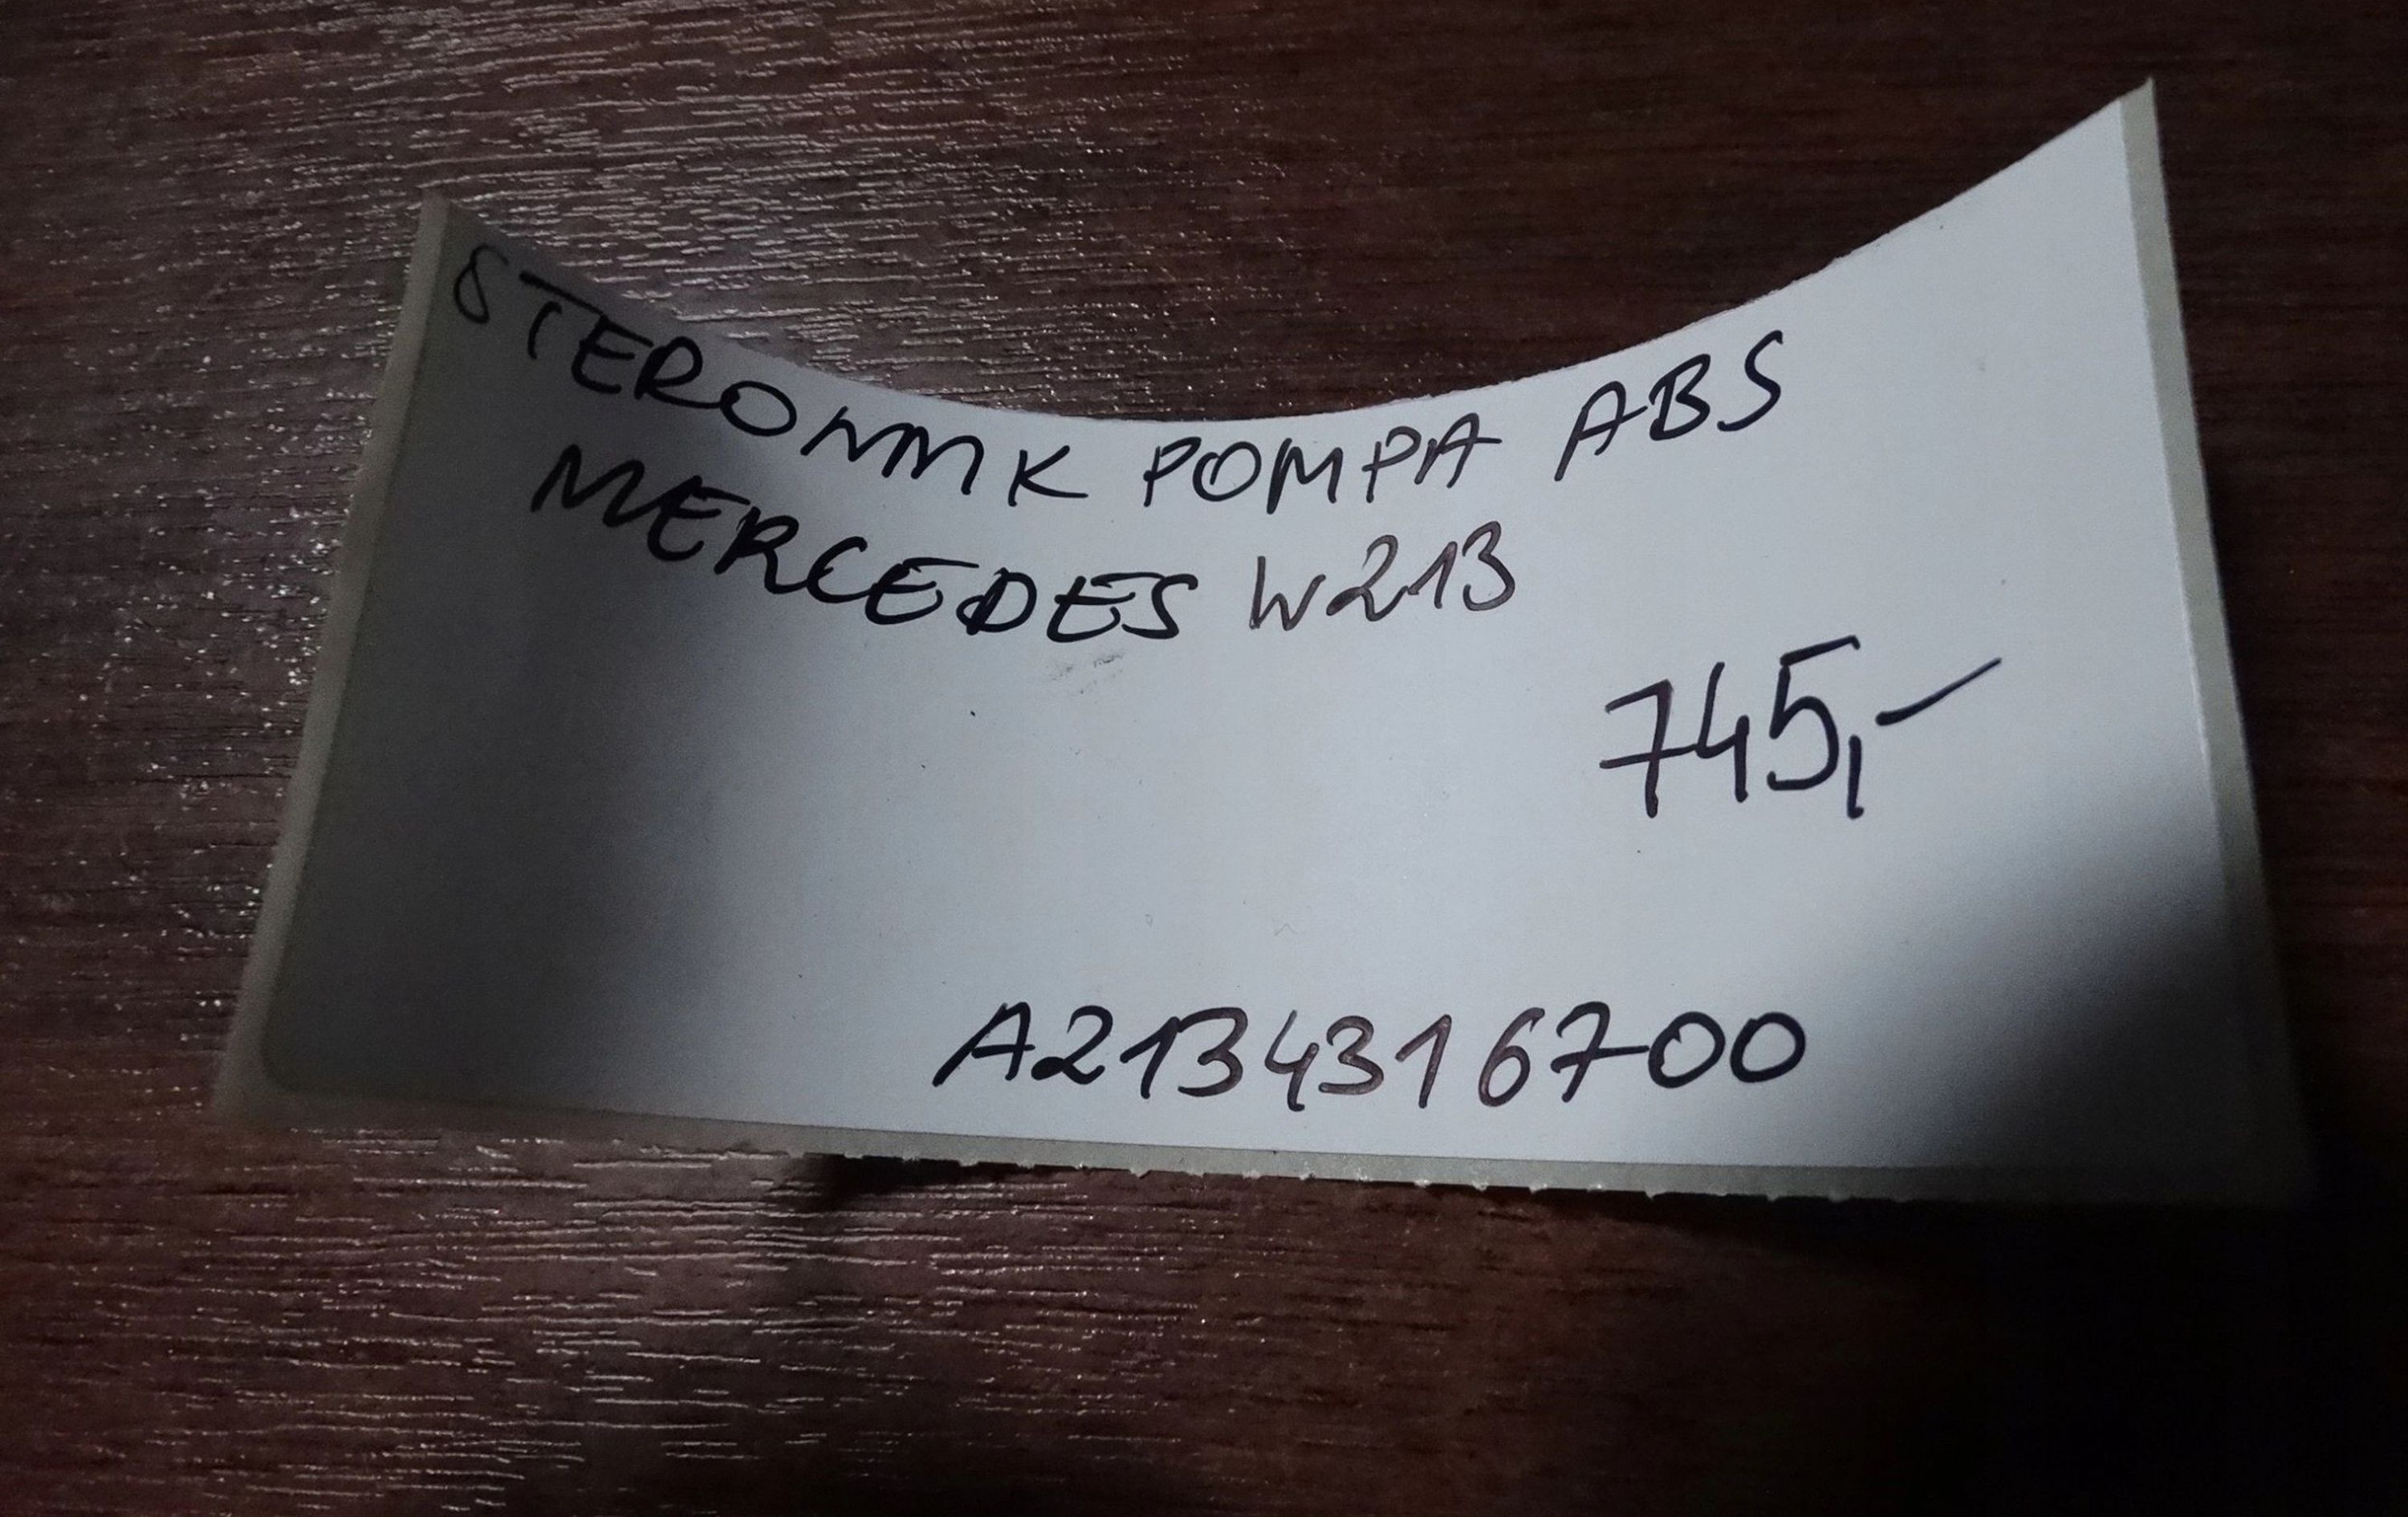 STEROWNIK POMPA ABS
MERCEDES W213
745,-
A2134316700